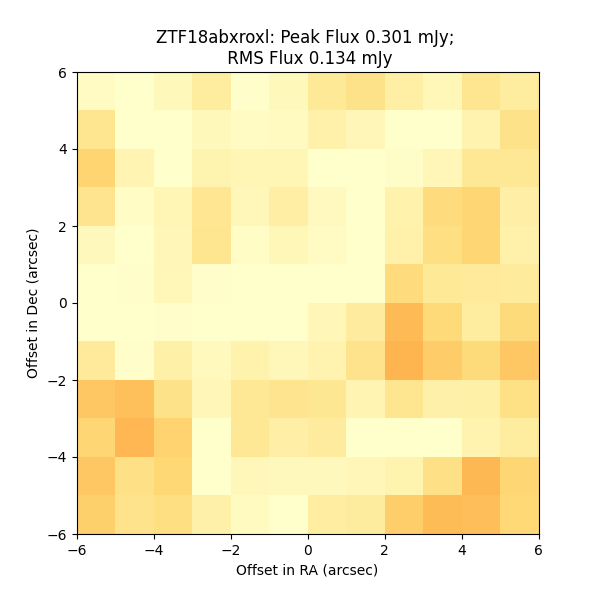 ZTF18abxroxl: Peak Flux 0.301 mJy;
RMS Flux 0.134 mJy
6
4
2
0
−2
−4
−6
Offset in Dec (arcsec)
−6 −4 −2 0 2 4 6
Offset in RA (arcsec)